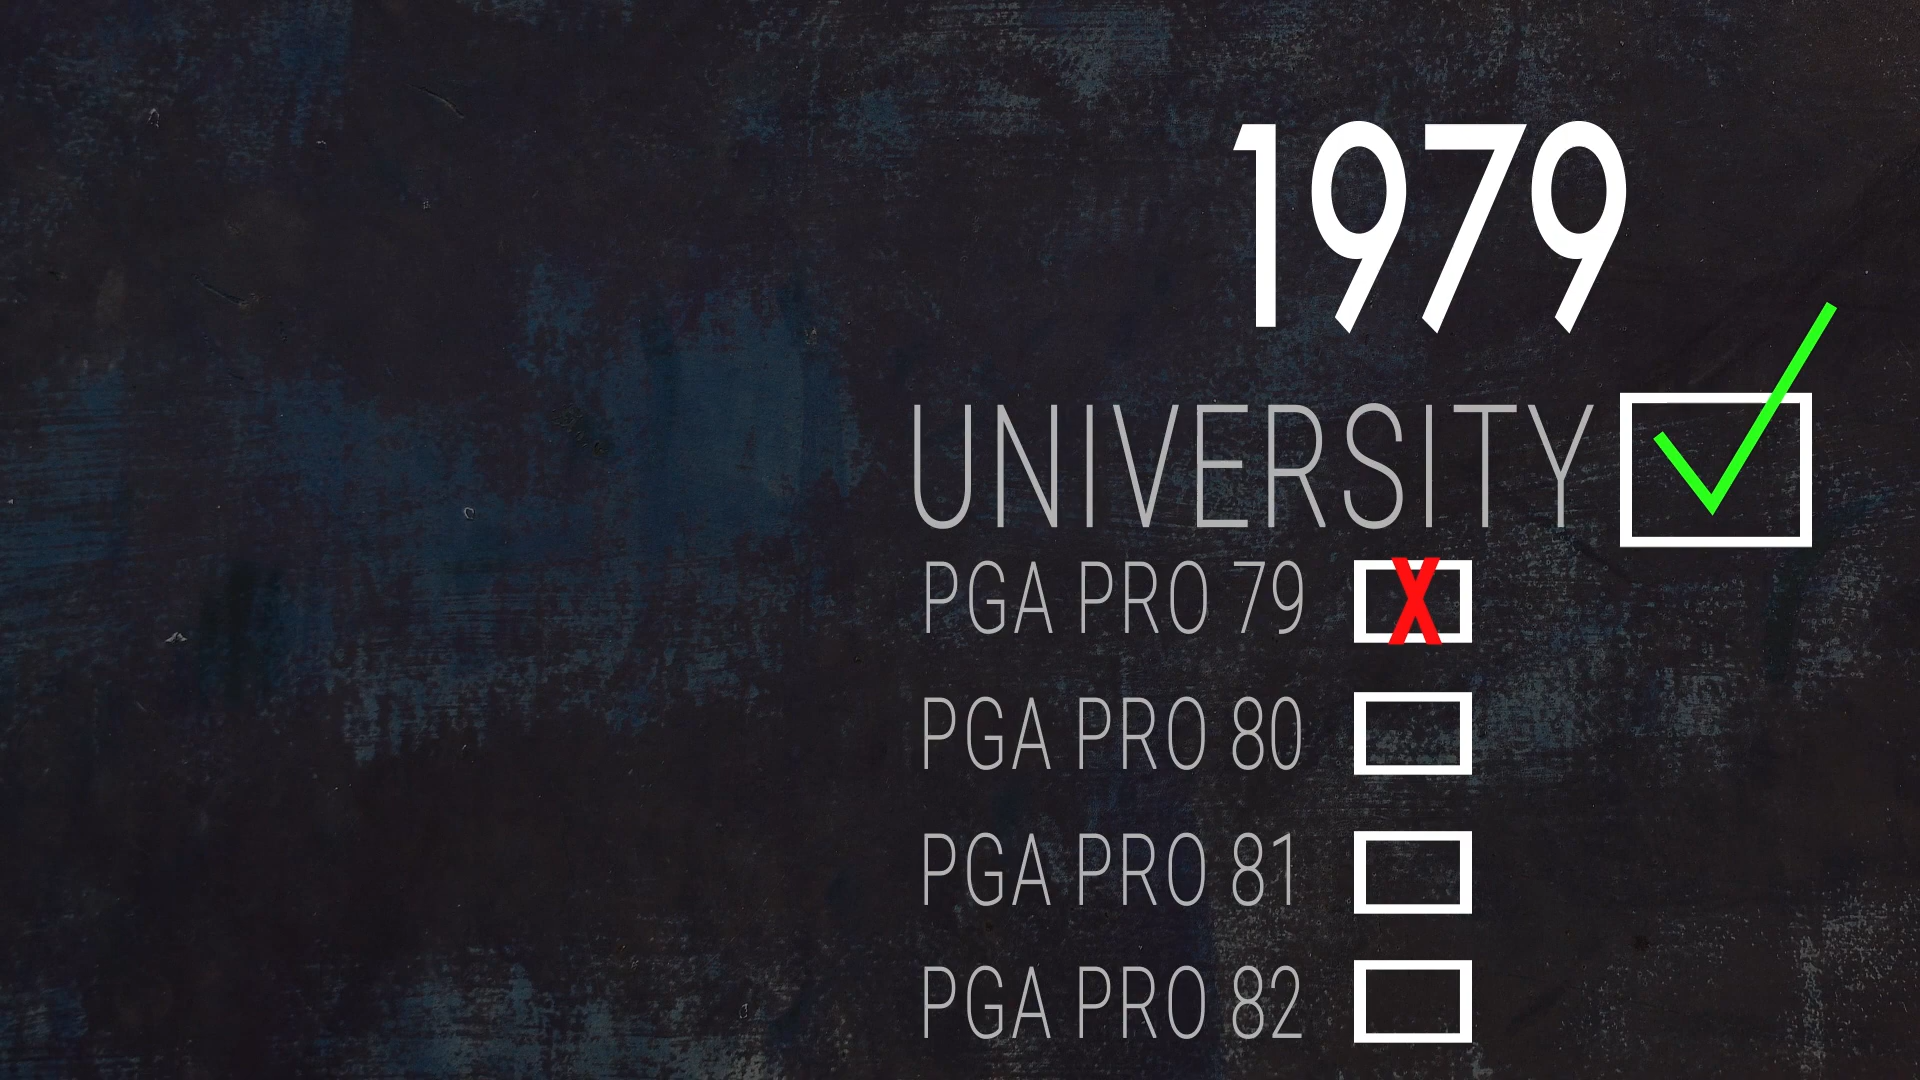 1979
UNIVERSITY
PGA PRO 79 X
PGA PRO 80
PGA PRO 81
PGA PRO 82